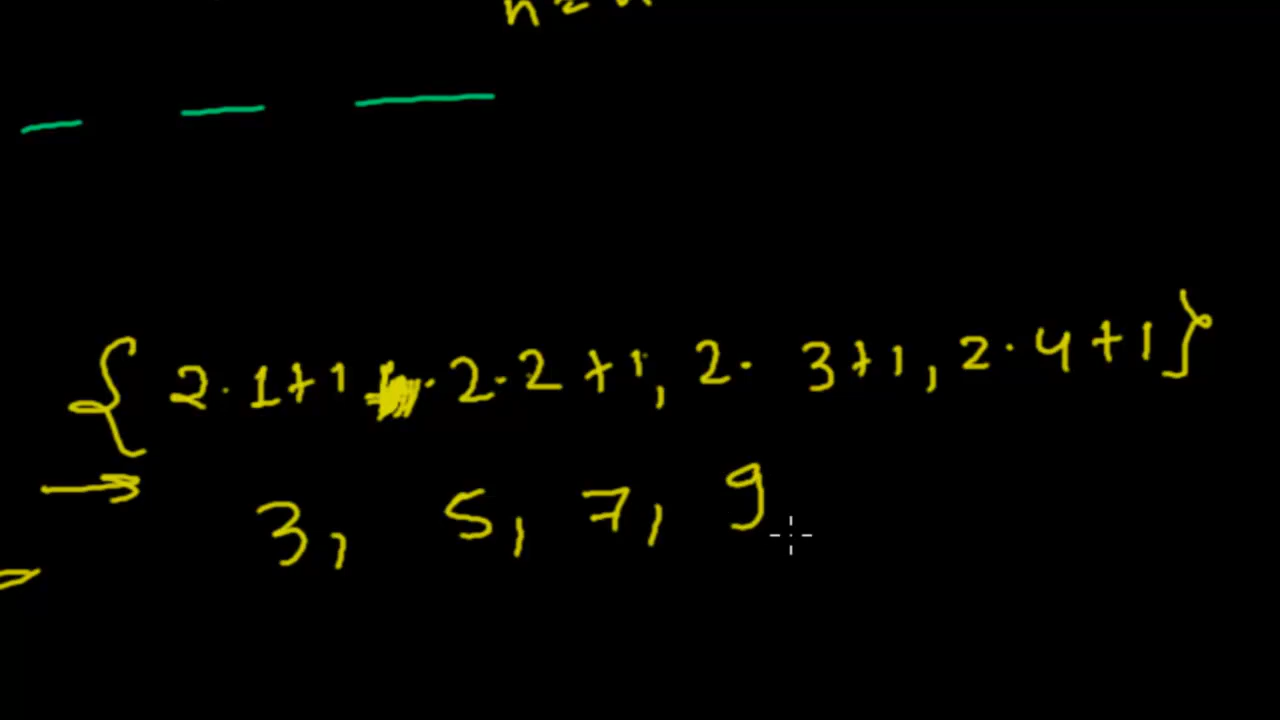 { 2·1+1 2·2+1, 2·3+1, 2·4+1}
→ 3, 5, 7, 9